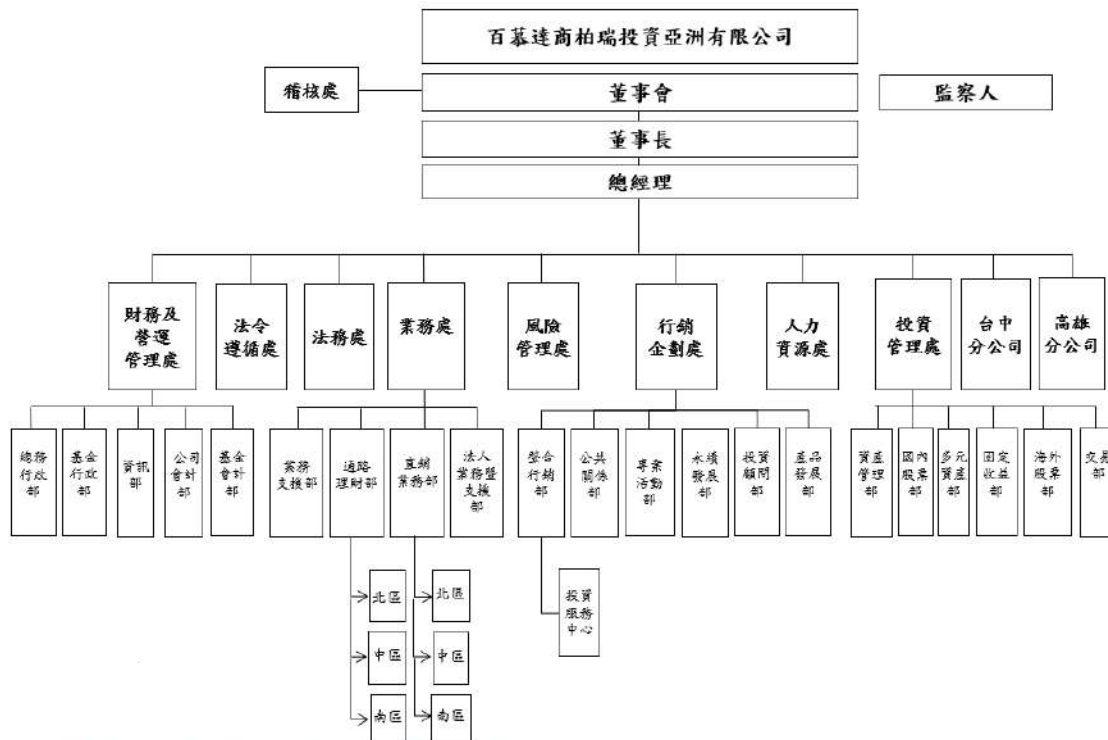 百慕達商柏瑞投資亞洲有限公司
稽核處
董事會
監察人
董事長
總經理
財務及
營運
管理處
法令
遵循處
法務處
業務處
風險
管理處
行銷
企劃處
人力
資源處
投資
管理處
台中
分公司
高雄
分公司
總務
行政
部
基金
行政
部
資訊
部
公司
會計
部
基金
會計
部
業務
支援部
通路
理財部
直銷
業務部
法人
業務暨
支援
部
整合
行銷
部
公共
關係
部
專案
活動
部
永續
發展
部
投資
顧問
部
產品
發展
部
資產
管理
部
國內
股票
部
多元
資產
部
固定
收益
部
海外
股票
部
交易
部
北區
北區
投資
服務
中心
中區
中區
南區
南區